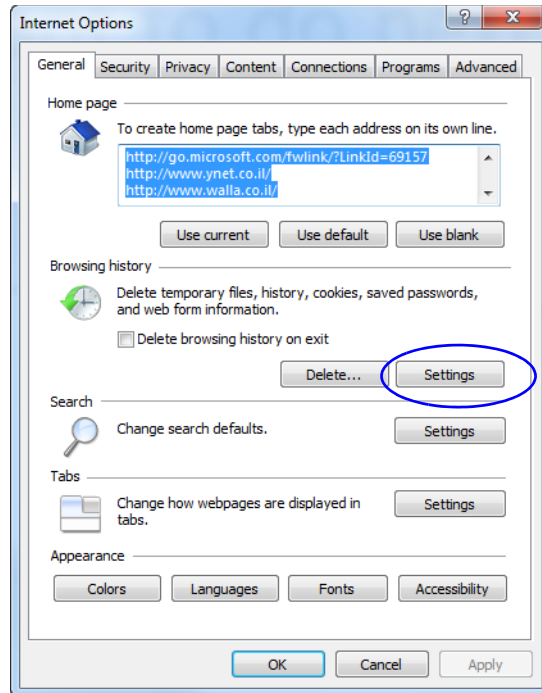 Internet Options
General Security Privacy Content Connections Programs Advanced
Home page
To create home page tabs, type each address on its own line.
http://go.microsoft.com/fwlink/?LinkId=69157
http://www.ynet.co.il/
http://www.walla.co.il/
Use current Use default Use blank
Browsing history
Delete temporary files, history, cookies, saved passwords,
and web form information.
Delete browsing history on exit
Delete... Settings
Search
Change search defaults. Settings
Tabs
Change how webpages are displayed in
tabs. Settings
Appearance
Colors Languages Fonts Accessibility
OK Cancel Apply